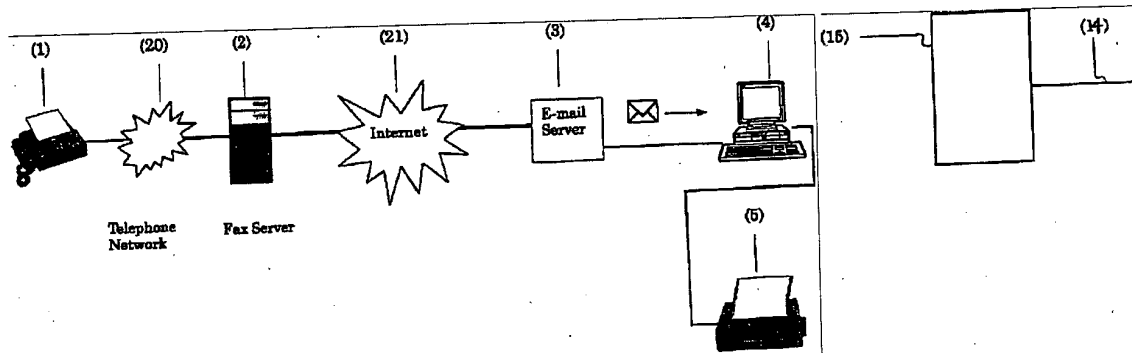 (1)
(20)
(2)
(21)
(3)
(4)
(15)
(14)
Internet
E-mail
Server
Telephone
Network
Fax Server
(5)